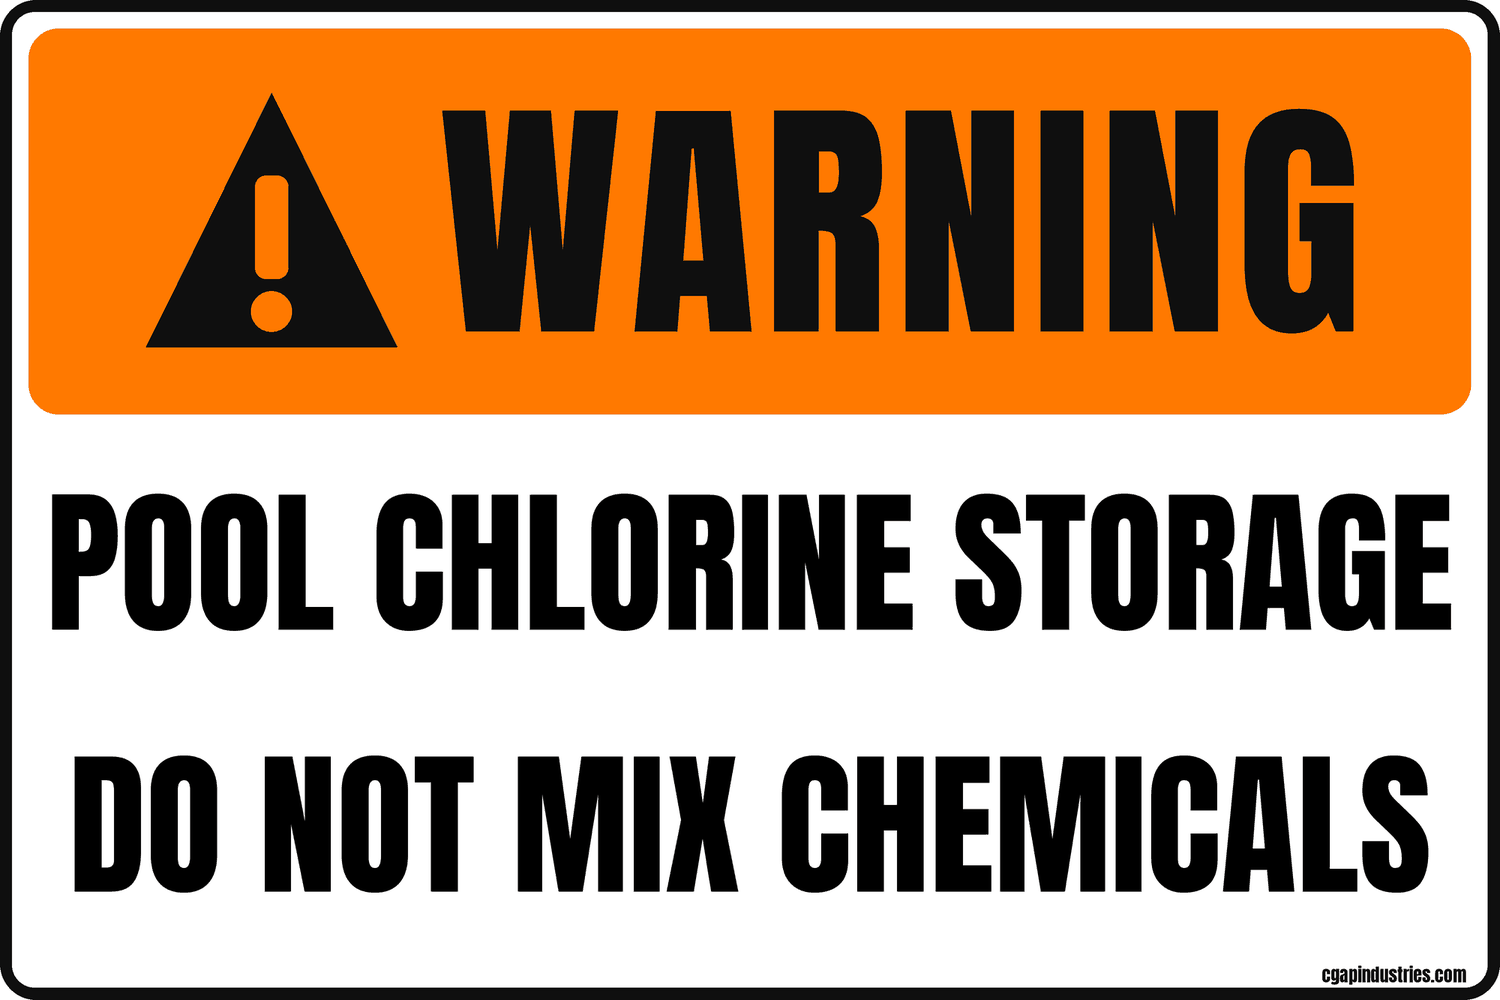 WARNING
POOL CHLORINE STORAGE
DO NOT MIX CHEMICALS
cgapindustries.com